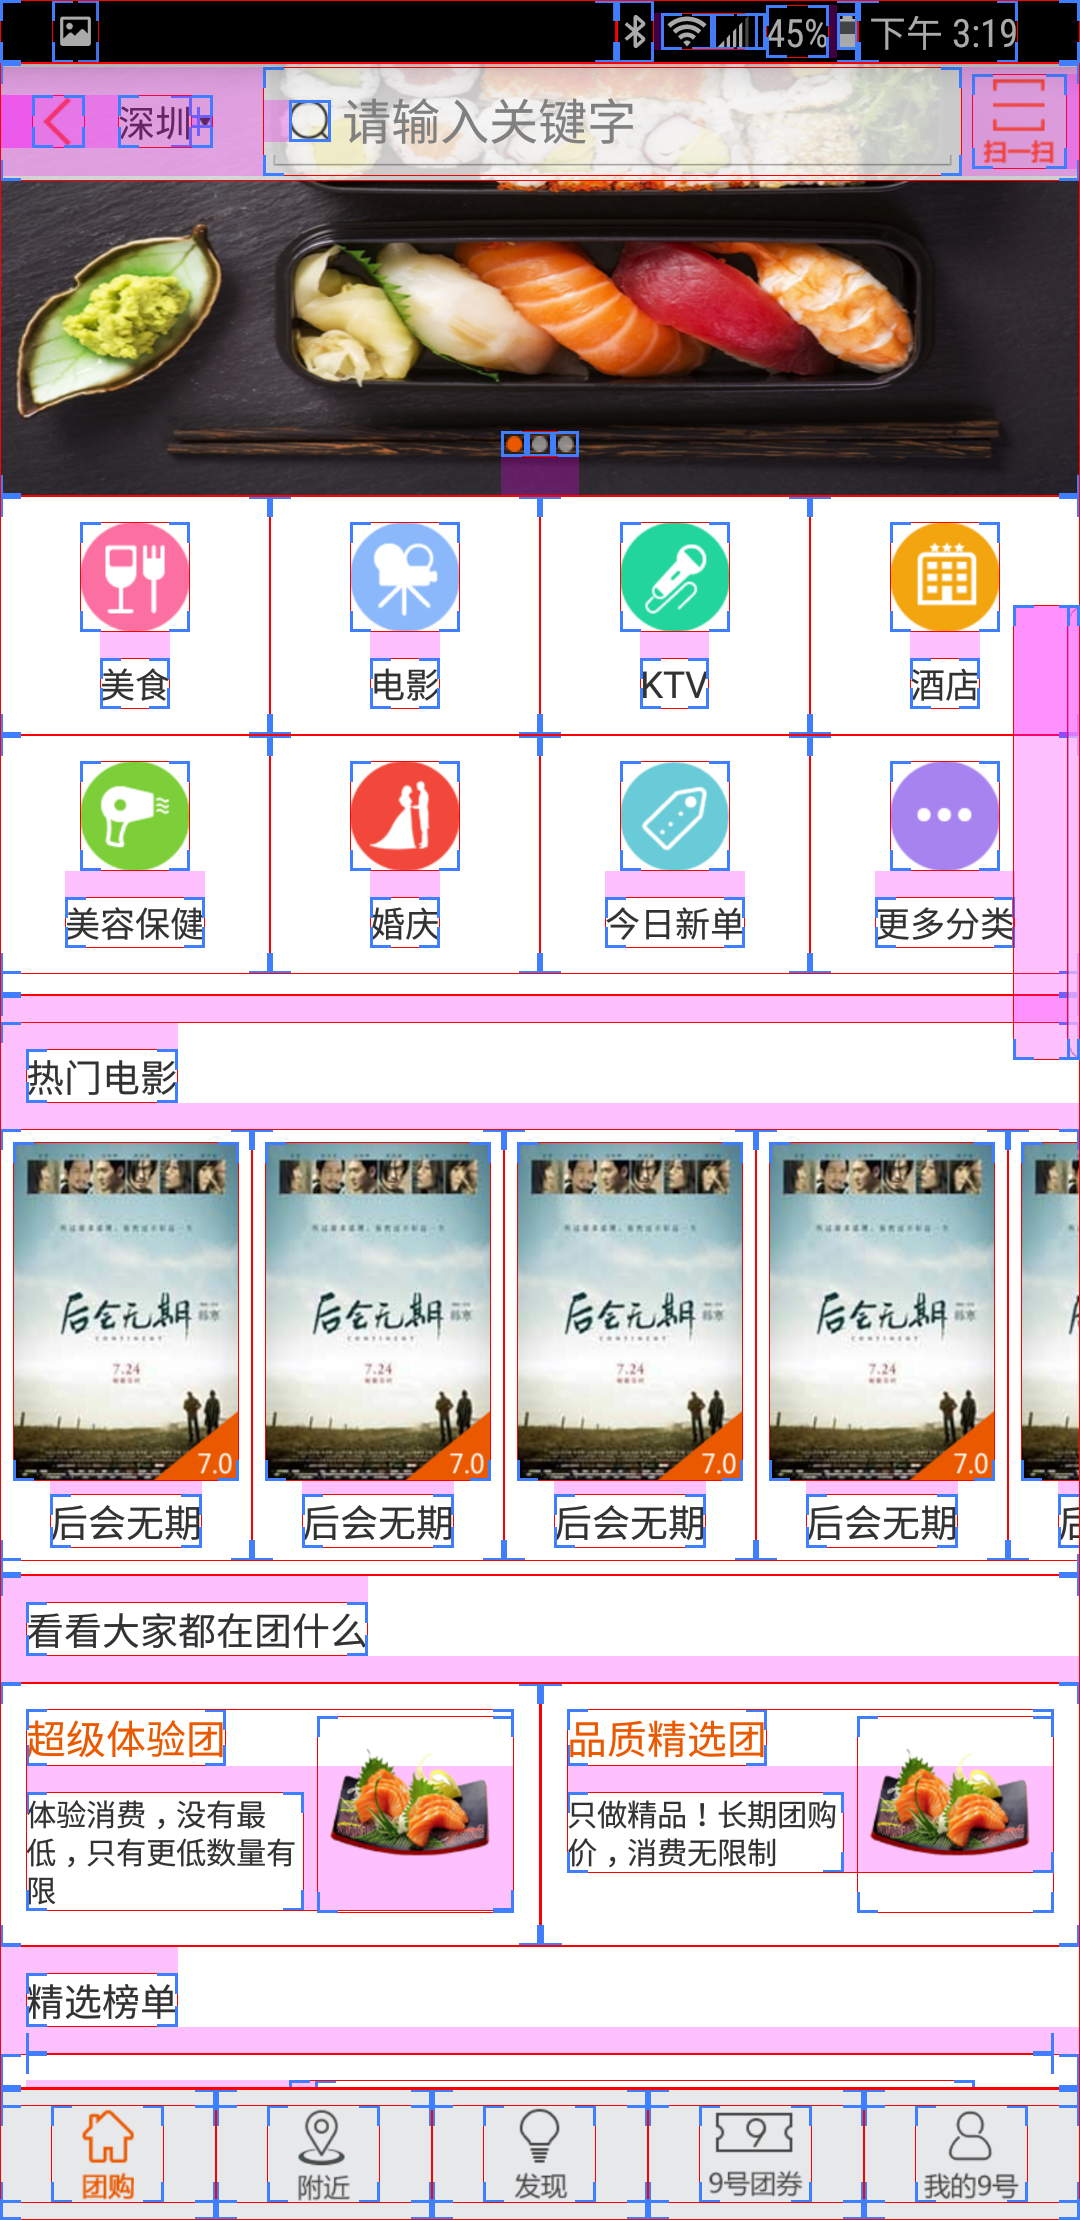 45% 下午 3:19
深圳 请输入关键字 扫一扫
美食 电影 KTV 酒店
美容保健 婚庆 今日新单 更多分类
热门电影
后会无期 后会无期 后会无期 后会无期
CONTINENT CONTINENT CONTINENT CONTINENT
7.24 7.24 7.24 7.24
7.0 7.0 7.0 7.0
后会无期 后会无期 后会无期 后会无期 后
看看大家都在团什么
超级体验团 品质精选团
体验消费，没有最 只做精品！长期团购
低，只有更低数量有 价，消费无限制
限
精选榜单
9
团购 附近 发现 9号团券 我的9号